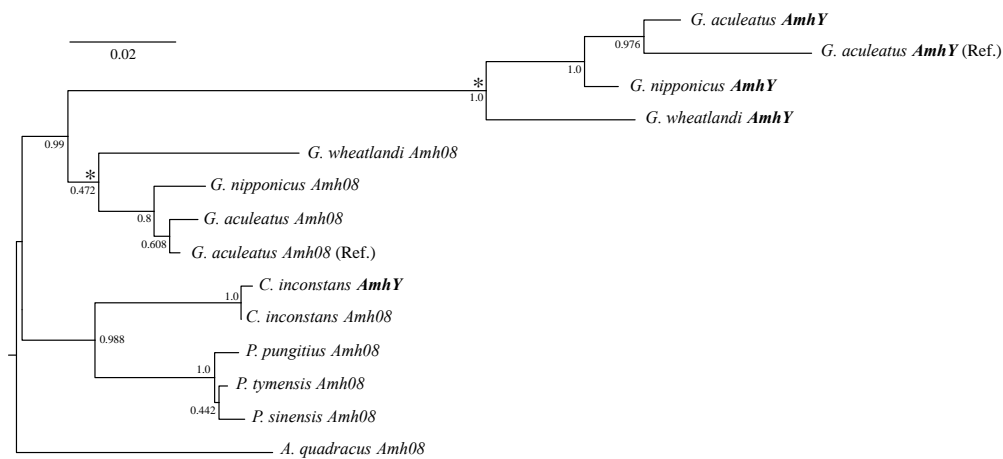 G. aculeatus AmhY
0.02
0.976
G. aculeatus AmhY (Ref.)
1.0
G. nipponicus AmhY
*
1.0
G. wheatlandi AmhY
0.99
G. wheatlandi Amh08
*
0.472
G. nipponicus Amh08
0.8
G. aculeatus Amh08
0.608
G. aculeatus Amh08 (Ref.)
C. inconstans AmhY
1.0
C. inconstans Amh08
0.988
P. pungitius Amh08
1.0
P. tymensis Amh08
0.442
P. sinensis Amh08
A. quadracus Amh08